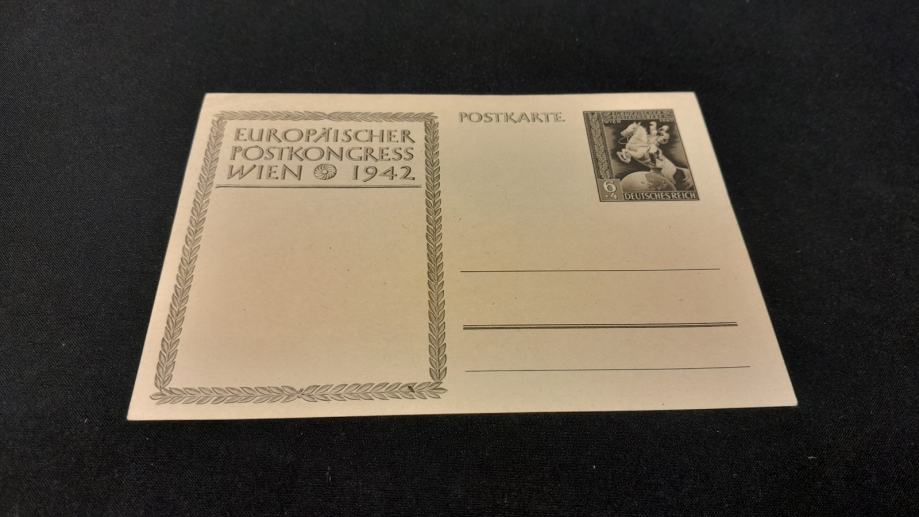 EUROPÄISCHER
POSTKONGRESS
WIEN 1942
POSTKARTE
6
+4
DEUTSCHES REICH